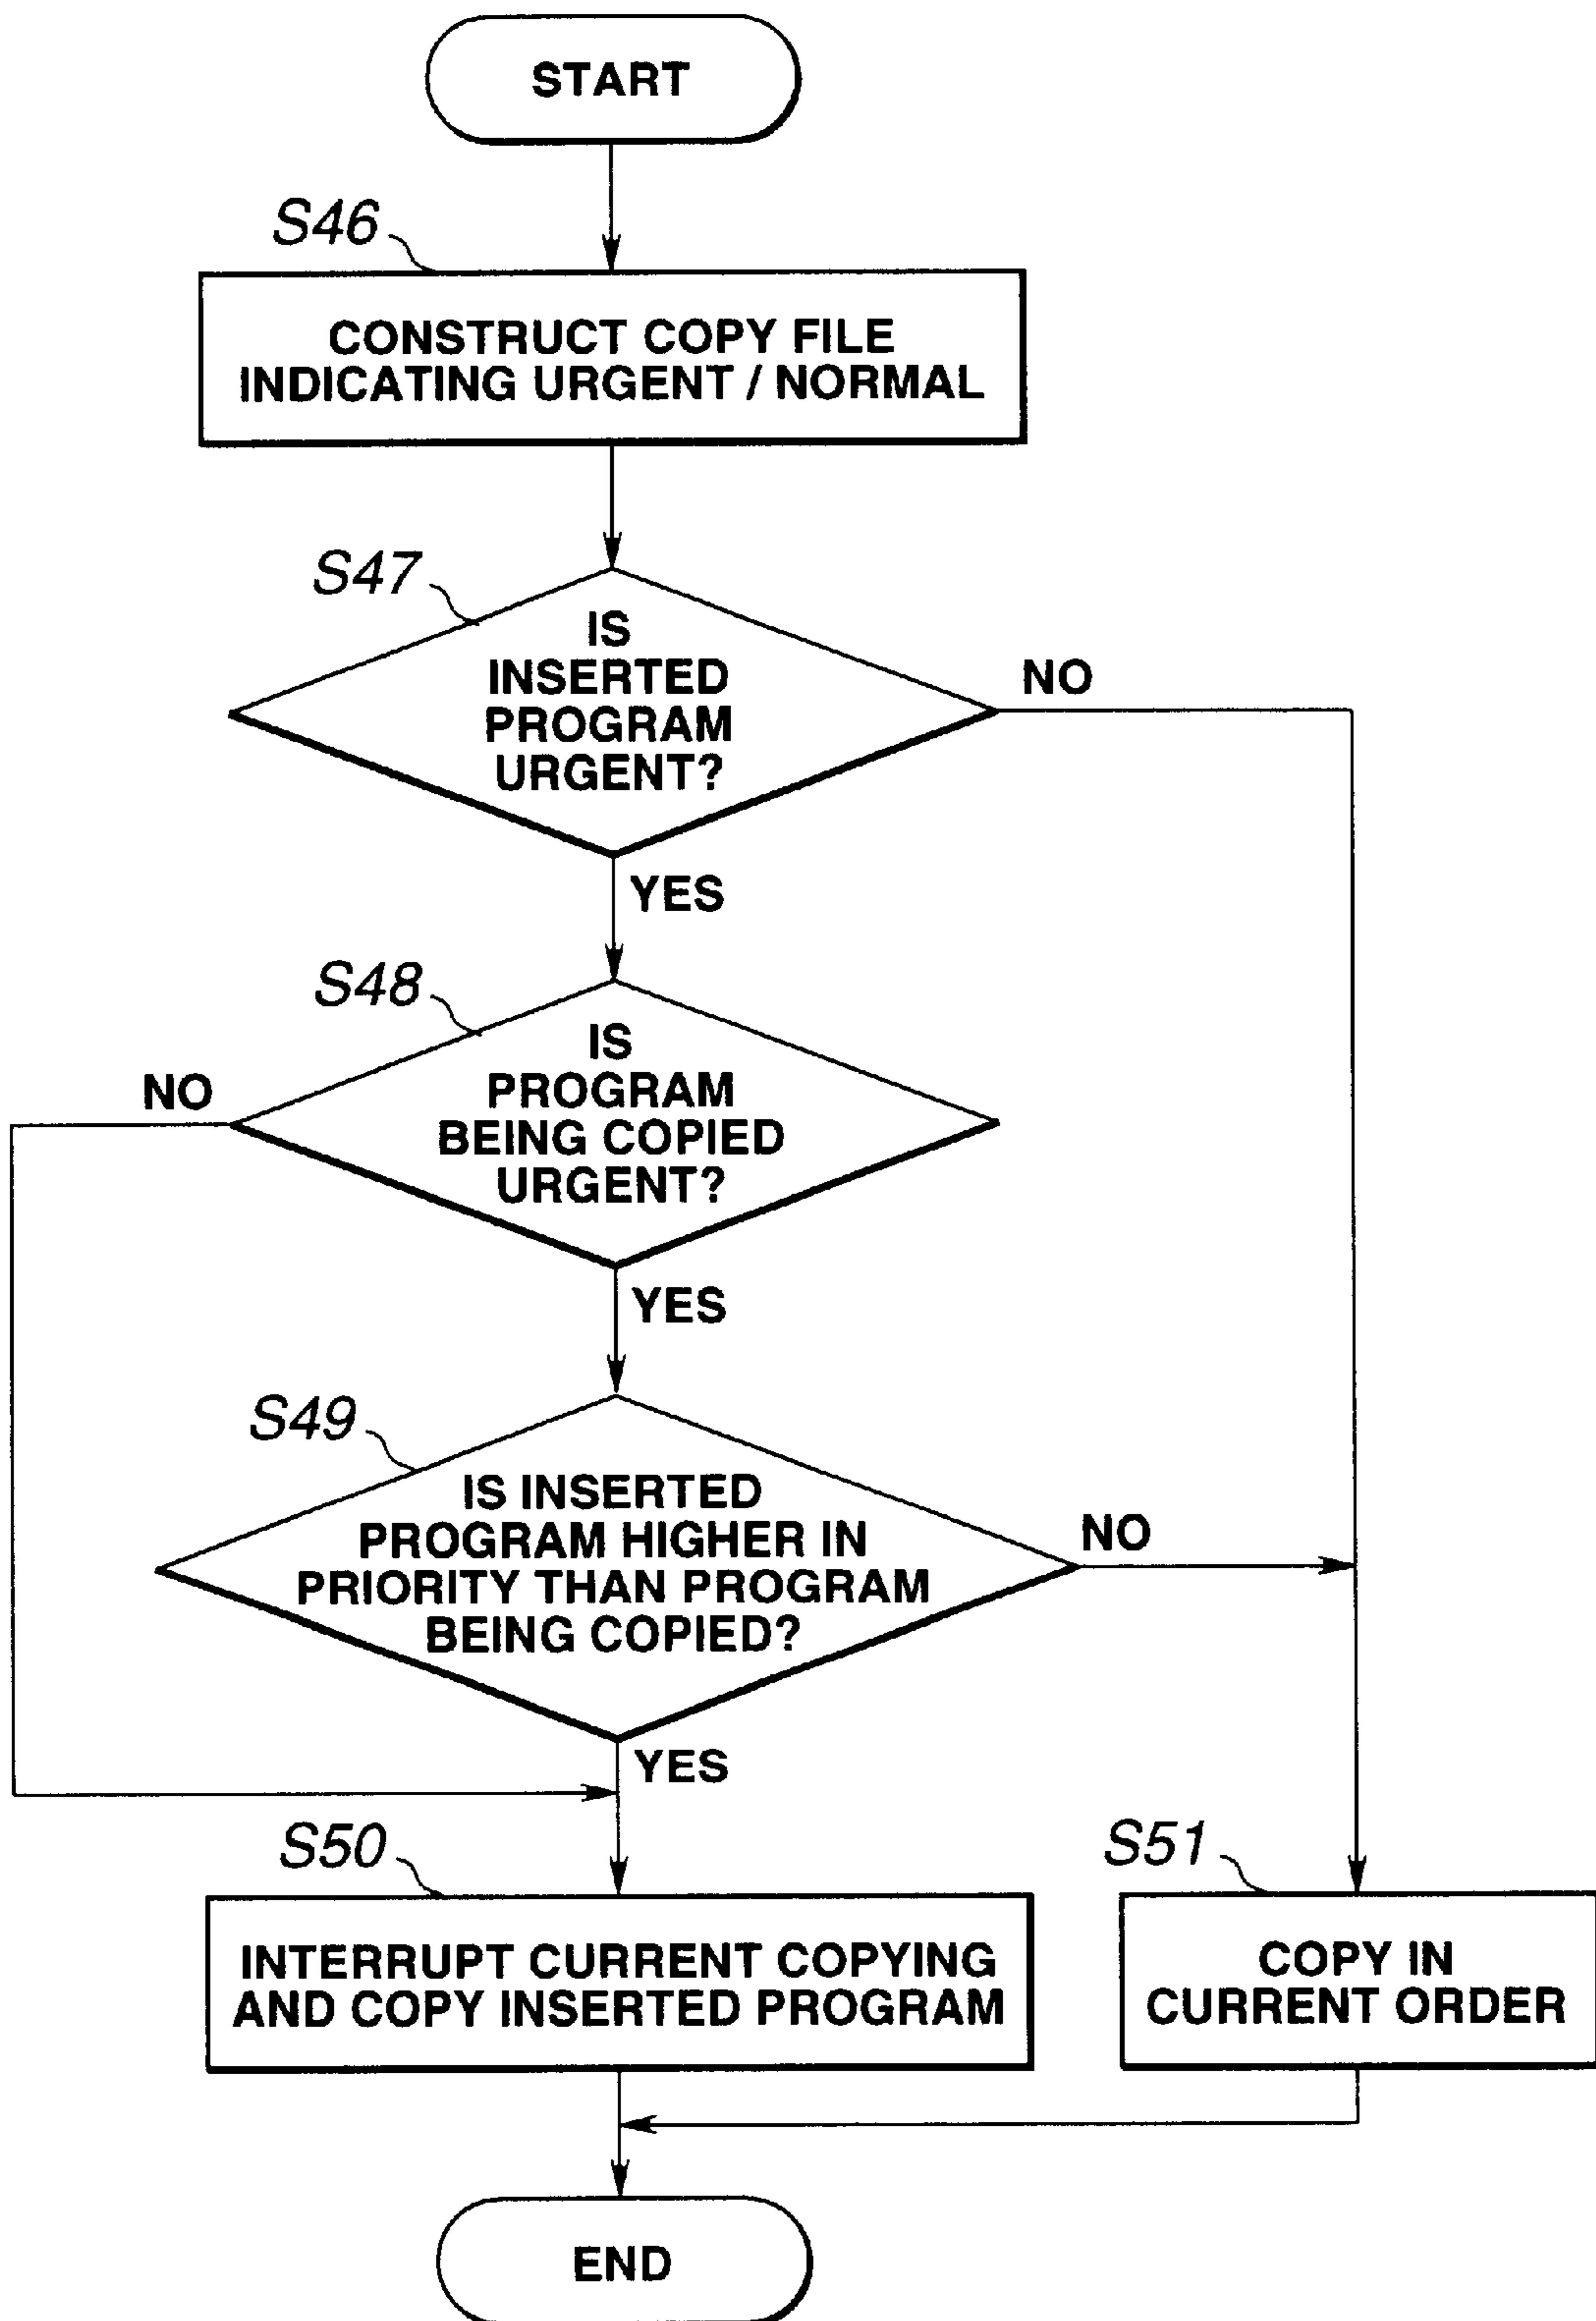 START
S46
CONSTRUCT COPY FILE
INDICATING URGENT / NORMAL
S47
IS
INSERTED
PROGRAM
URGENT?
NO
YES
S48
IS
PROGRAM
BEING COPIED
URGENT?
NO
YES
S49
IS INSERTED
PROGRAM HIGHER IN
PRIORITY THAN PROGRAM
BEING COPIED?
NO
YES
S50
INTERRUPT CURRENT COPYING
AND COPY INSERTED PROGRAM
S51
COPY IN
CURRENT ORDER
END